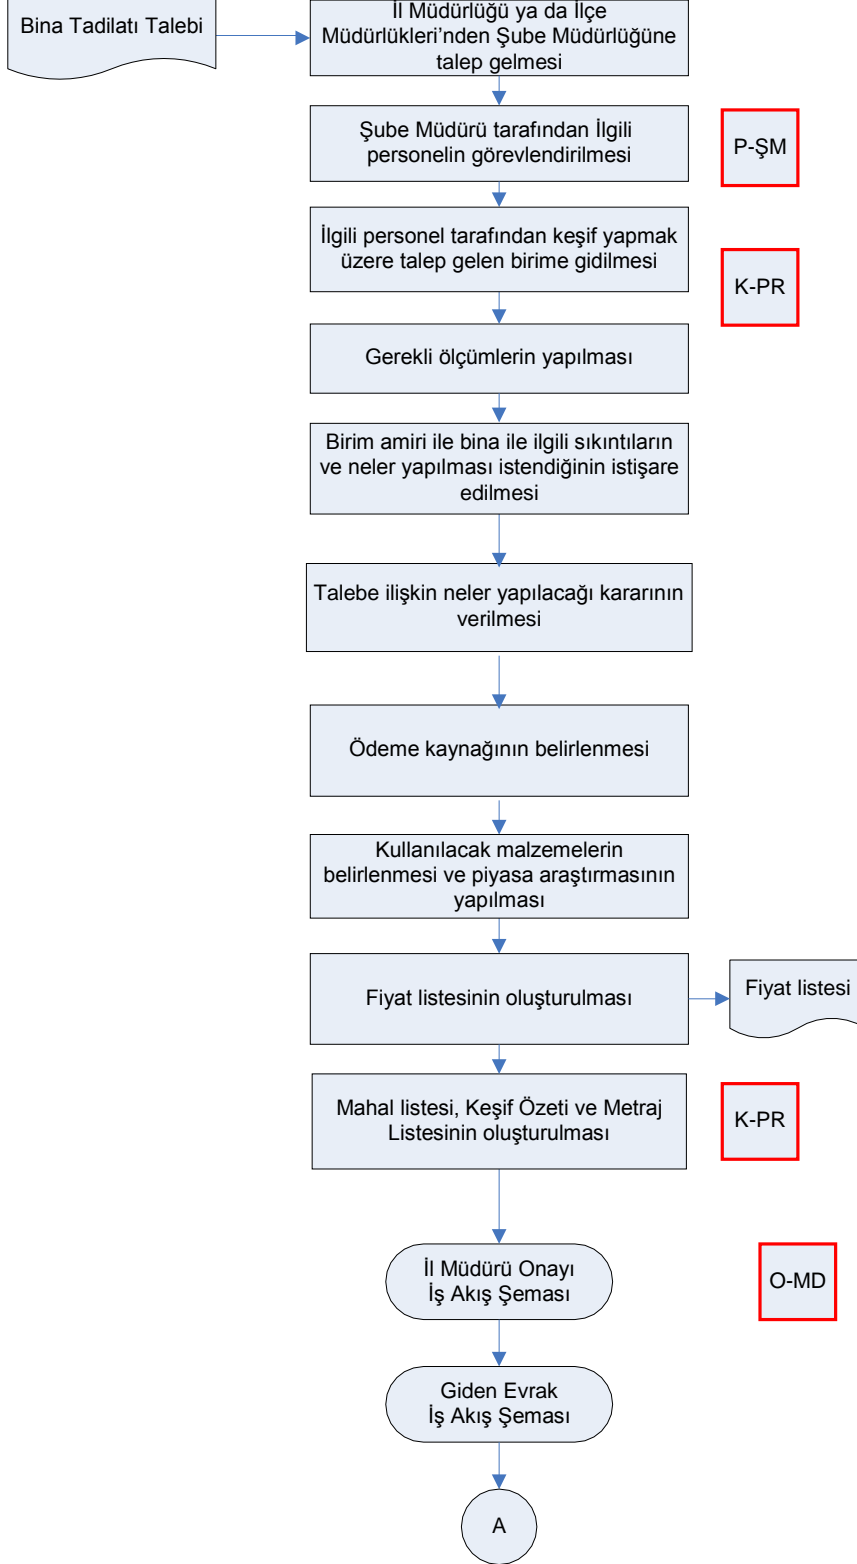 Bina Tadilatı Talebi
İl Müdürlüğü ya da İlçe
Müdürlükleri’nden Şube Müdürlüğüne
talep gelmesi
Şube Müdürü tarafından İlgili
personelin görevlendirilmesi
P-ŞM
İlgili personel tarafından keşif yapmak
üzere talep gelen birime gidilmesi
K-PR
Gerekli ölçümlerin yapılması
Birim amiri ile bina ile ilgili sıkıntıların
ve neler yapılması istendiğinin istişare
edilmesi
Talebe ilişkin neler yapılacağı kararının
verilmesi
Ödeme kaynağının belirlenmesi
Kullanılacak malzemelerin
belirlenmesi ve piyasa araştırmasının
yapılması
Fiyat listesinin oluşturulması
Fiyat listesi
Mahal listesi, Keşif Özeti ve Metraj
Listesinin oluşturulması
K-PR
İl Müdürü Onayı
İş Akış Şeması
O-MD
Giden Evrak
İş Akış Şeması
A